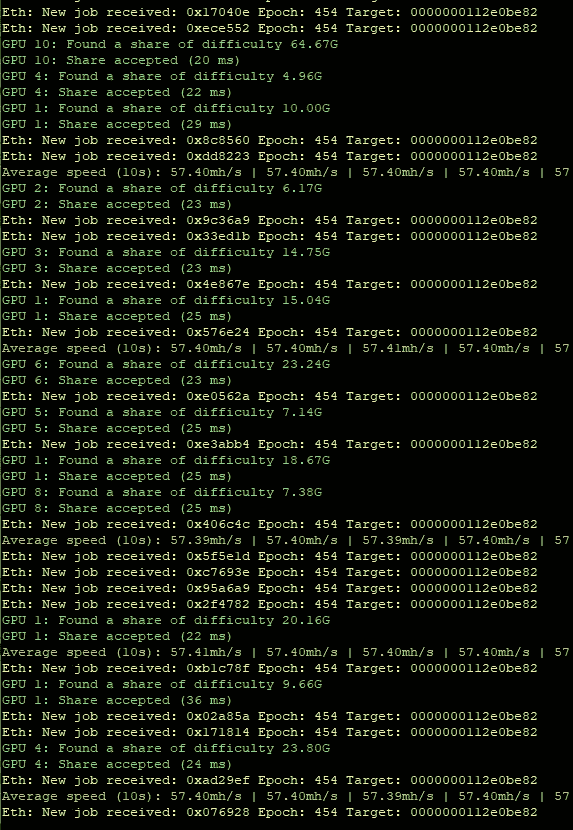 Eth: New job received: 0x17040e Epoch: 454 Target: 0000000112e0be82
Eth: New job received: 0xece552 Epoch: 454 Target: 0000000112e0be82
GPU 10: Found a share of difficulty 64.67G
GPU 10: Share accepted (20 ms)
GPU 4: Found a share of difficulty 4.96G
GPU 4: Share accepted (22 ms)
GPU 1: Found a share of difficulty 10.00G
GPU 1: Share accepted (29 ms)
Eth: New job received: 0x8c8560 Epoch: 454 Target: 0000000112e0be82
Eth: New job received: 0xdd8223 Epoch: 454 Target: 0000000112e0be82
Average speed (10s): 57.40mh/s | 57.40mh/s | 57.40mh/s | 57.40mh/s | 57
GPU 2: Found a share of difficulty 6.17G
GPU 2: Share accepted (23 ms)
Eth: New job received: 0x9c36a9 Epoch: 454 Target: 0000000112e0be82
Eth: New job received: 0x33ed1b Epoch: 454 Target: 0000000112e0be82
GPU 3: Found a share of difficulty 14.75G
GPU 3: Share accepted (23 ms)
Eth: New job received: 0x4e867e Epoch: 454 Target: 0000000112e0be82
GPU 1: Found a share of difficulty 15.04G
GPU 1: Share accepted (25 ms)
Eth: New job received: 0x576e24 Epoch: 454 Target: 0000000112e0be82
Average speed (10s): 57.40mh/s | 57.40mh/s | 57.41mh/s | 57.40mh/s | 57
GPU 6: Found a share of difficulty 23.24G
GPU 6: Share accepted (23 ms)
Eth: New job received: 0xe0562a Epoch: 454 Target: 0000000112e0be82
GPU 5: Found a share of difficulty 7.14G
GPU 5: Share accepted (25 ms)
Eth: New job received: 0xe3abb4 Epoch: 454 Target: 0000000112e0be82
GPU 1: Found a share of difficulty 18.67G
GPU 1: Share accepted (25 ms)
GPU 8: Found a share of difficulty 7.38G
GPU 8: Share accepted (25 ms)
Eth: New job received: 0x406c4c Epoch: 454 Target: 0000000112e0be82
Average speed (10s): 57.39mh/s | 57.40mh/s | 57.39mh/s | 57.40mh/s | 57
Eth: New job received: 0x5f5e1d Epoch: 454 Target: 0000000112e0be82
Eth: New job received: 0xc7693e Epoch: 454 Target: 0000000112e0be82
Eth: New job received: 0x95a6a9 Epoch: 454 Target: 0000000112e0be82
Eth: New job received: 0x2f4782 Epoch: 454 Target: 0000000112e0be82
GPU 1: Found a share of difficulty 20.16G
GPU 1: Share accepted (22 ms)
Average speed (10s): 57.41mh/s | 57.40mh/s | 57.40mh/s | 57.40mh/s | 57
Eth: New job received: 0xb1c78f Epoch: 454 Target: 0000000112e0be82
GPU 1: Found a share of difficulty 9.66G
GPU 1: Share accepted (36 ms)
Eth: New job received: 0x02a85a Epoch: 454 Target: 0000000112e0be82
Eth: New job received: 0x171814 Epoch: 454 Target: 0000000112e0be82
GPU 4: Found a share of difficulty 23.80G
GPU 4: Share accepted (24 ms)
Eth: New job received: 0xad29ef Epoch: 454 Target: 0000000112e0be82
Average speed (10s): 57.40mh/s | 57.40mh/s | 57.39mh/s | 57.40mh/s | 57
Eth: New job received: 0x076928 Epoch: 454 Target: 0000000112e0be82